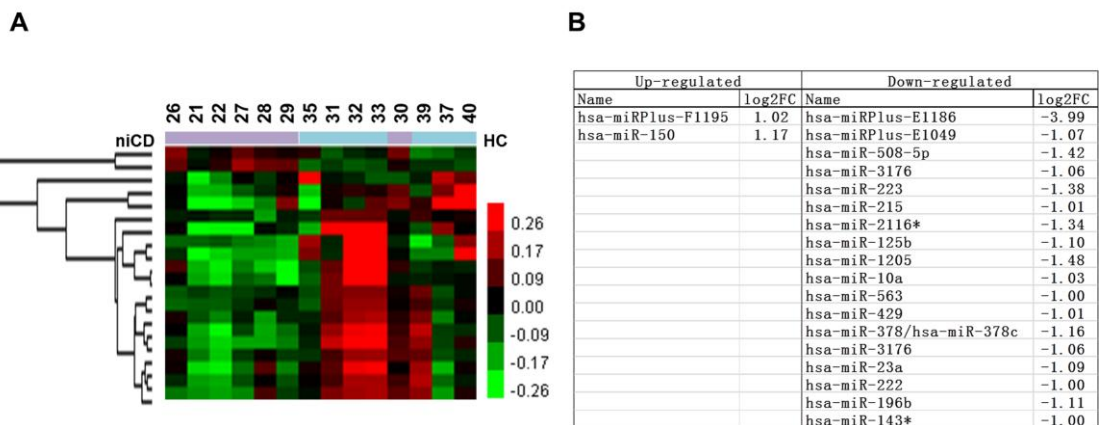 A
B
26 21 22 27 28 29 35 31 32 33 30 39 37 40
niCD
HC
0.26
0.17
0.09
0.00
-0.09
-0.17
-0.26
Up-regulated Down-regulated
Name log2FC Name log2FC
hsa-miRPlus-F1195 1.02 hsa-miRPlus-E1186 -3.99
hsa-miR-150 1.17 hsa-miRPlus-E1049 -1.07
hsa-miR-508-5p -1.42
hsa-miR-3176 -1.06
hsa-miR-223 -1.38
hsa-miR-215 -1.01
hsa-miR-2116* -1.34
hsa-miR-125b -1.10
hsa-miR-1205 -1.48
hsa-miR-10a -1.03
hsa-miR-563 -1.00
hsa-miR-429 -1.01
hsa-miR-378/hsa-miR-378c -1.16
hsa-miR-3176 -1.06
hsa-miR-23a -1.09
hsa-miR-222 -1.00
hsa-miR-196b -1.11
hsa-miR-143* -1.00